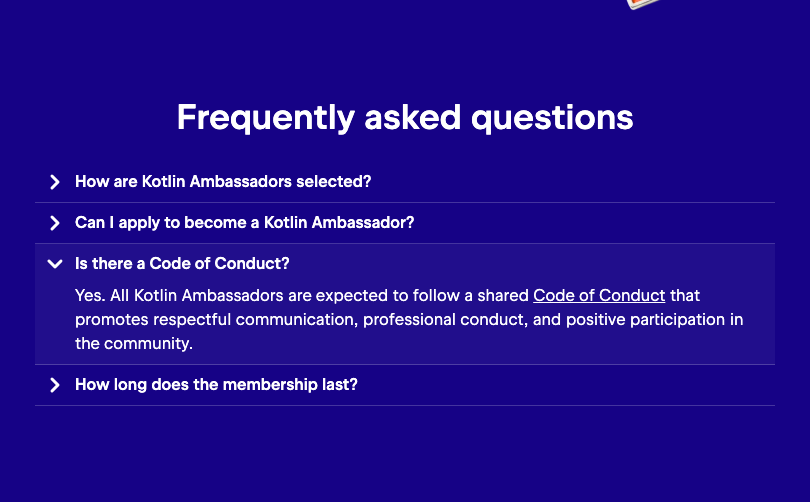 Frequently asked questions
How are Kotlin Ambassadors selected?
Can I apply to become a Kotlin Ambassador?
Is there a Code of Conduct?
Yes. All Kotlin Ambassadors are expected to follow a shared Code of Conduct that
promotes respectful communication, professional conduct, and positive participation in
the community.
How long does the membership last?